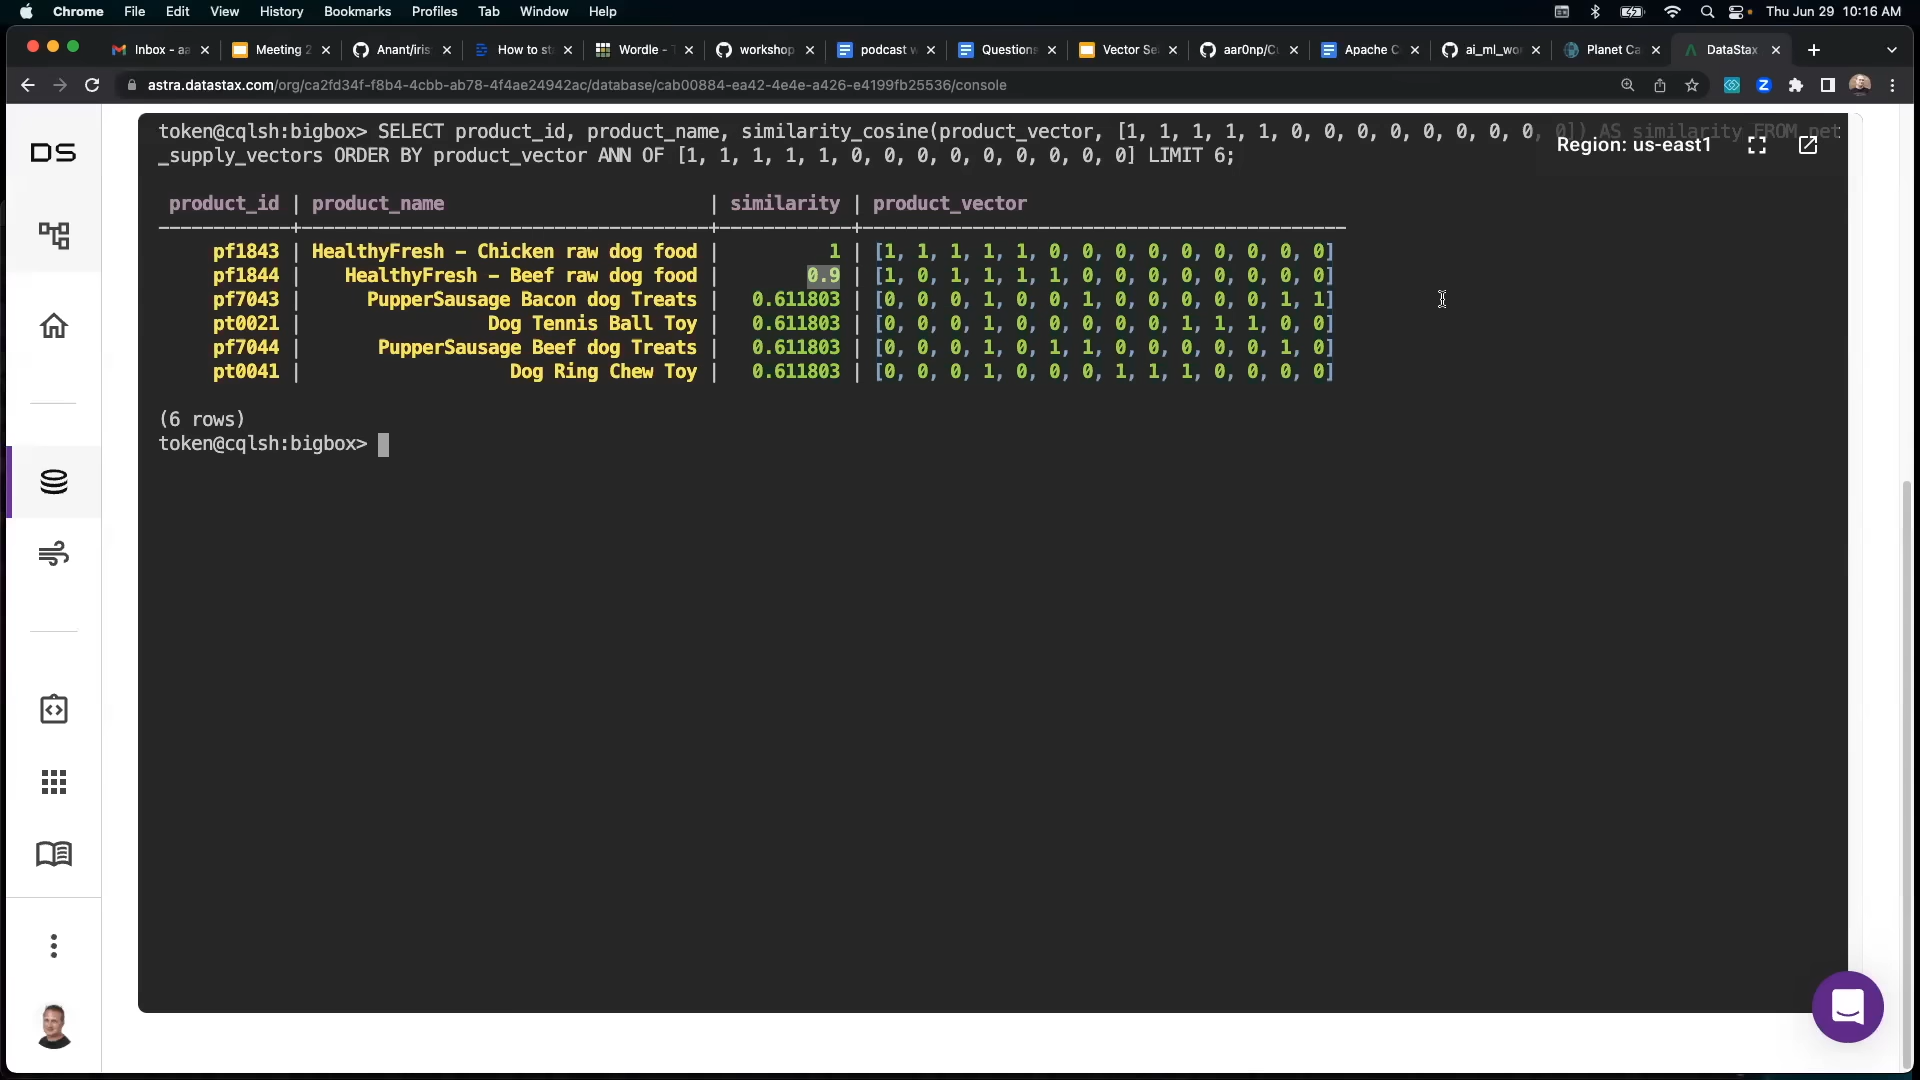 Chrome File Edit View History Bookmarks Profiles Tab Window Help Thu Jun 29 10:16 AM
Inbox - aa Meeting 2 Anant/iris How to st Wordle - T workshop podcast w Questions Vector Se aar0np/Cu Apache C ai_ml_wo Planet Ca DataStax
astra.datastax.com/org/ca2fd34f-f8b4-4cbb-ab78-4f4ae24942ac/database/cab00884-ea42-4e4e-a426-e4199fb25536/console
DS
Region: us-east1
token@cqlsh:bigbox> SELECT product_id, product_name, similarity_cosine(product_vector, [1, 1, 1, 1, 1, 0, 0, 0, 0, 0, 0, 0, 0, 0]) AS similarity FROM pet
_supply_vectors ORDER BY product_vector ANN OF [1, 1, 1, 1, 1, 0, 0, 0, 0, 0, 0, 0, 0, 0] LIMIT 6;
product_id | product_name | similarity | product_vector
pf1843 | HealthyFresh - Chicken raw dog food | 1 | [1, 1, 1, 1, 1, 0, 0, 0, 0, 0, 0, 0, 0, 0]
pf1844 | HealthyFresh - Beef raw dog food | 0.9 | [1, 0, 1, 1, 1, 1, 0, 0, 0, 0, 0, 0, 0, 0]
pf7043 | PupperSausage Bacon dog Treats | 0.611803 | [0, 0, 0, 1, 0, 0, 1, 0, 0, 0, 0, 0, 1, 1]
pt0021 | Dog Tennis Ball Toy | 0.611803 | [0, 0, 0, 1, 0, 0, 0, 0, 0, 1, 1, 1, 0, 0]
pf7044 | PupperSausage Beef dog Treats | 0.611803 | [0, 0, 0, 1, 0, 1, 1, 0, 0, 0, 0, 0, 1, 0]
pt0041 | Dog Ring Chew Toy | 0.611803 | [0, 0, 0, 1, 0, 0, 0, 1, 1, 1, 0, 0, 0, 0]
(6 rows)
token@cqlsh:bigbox>